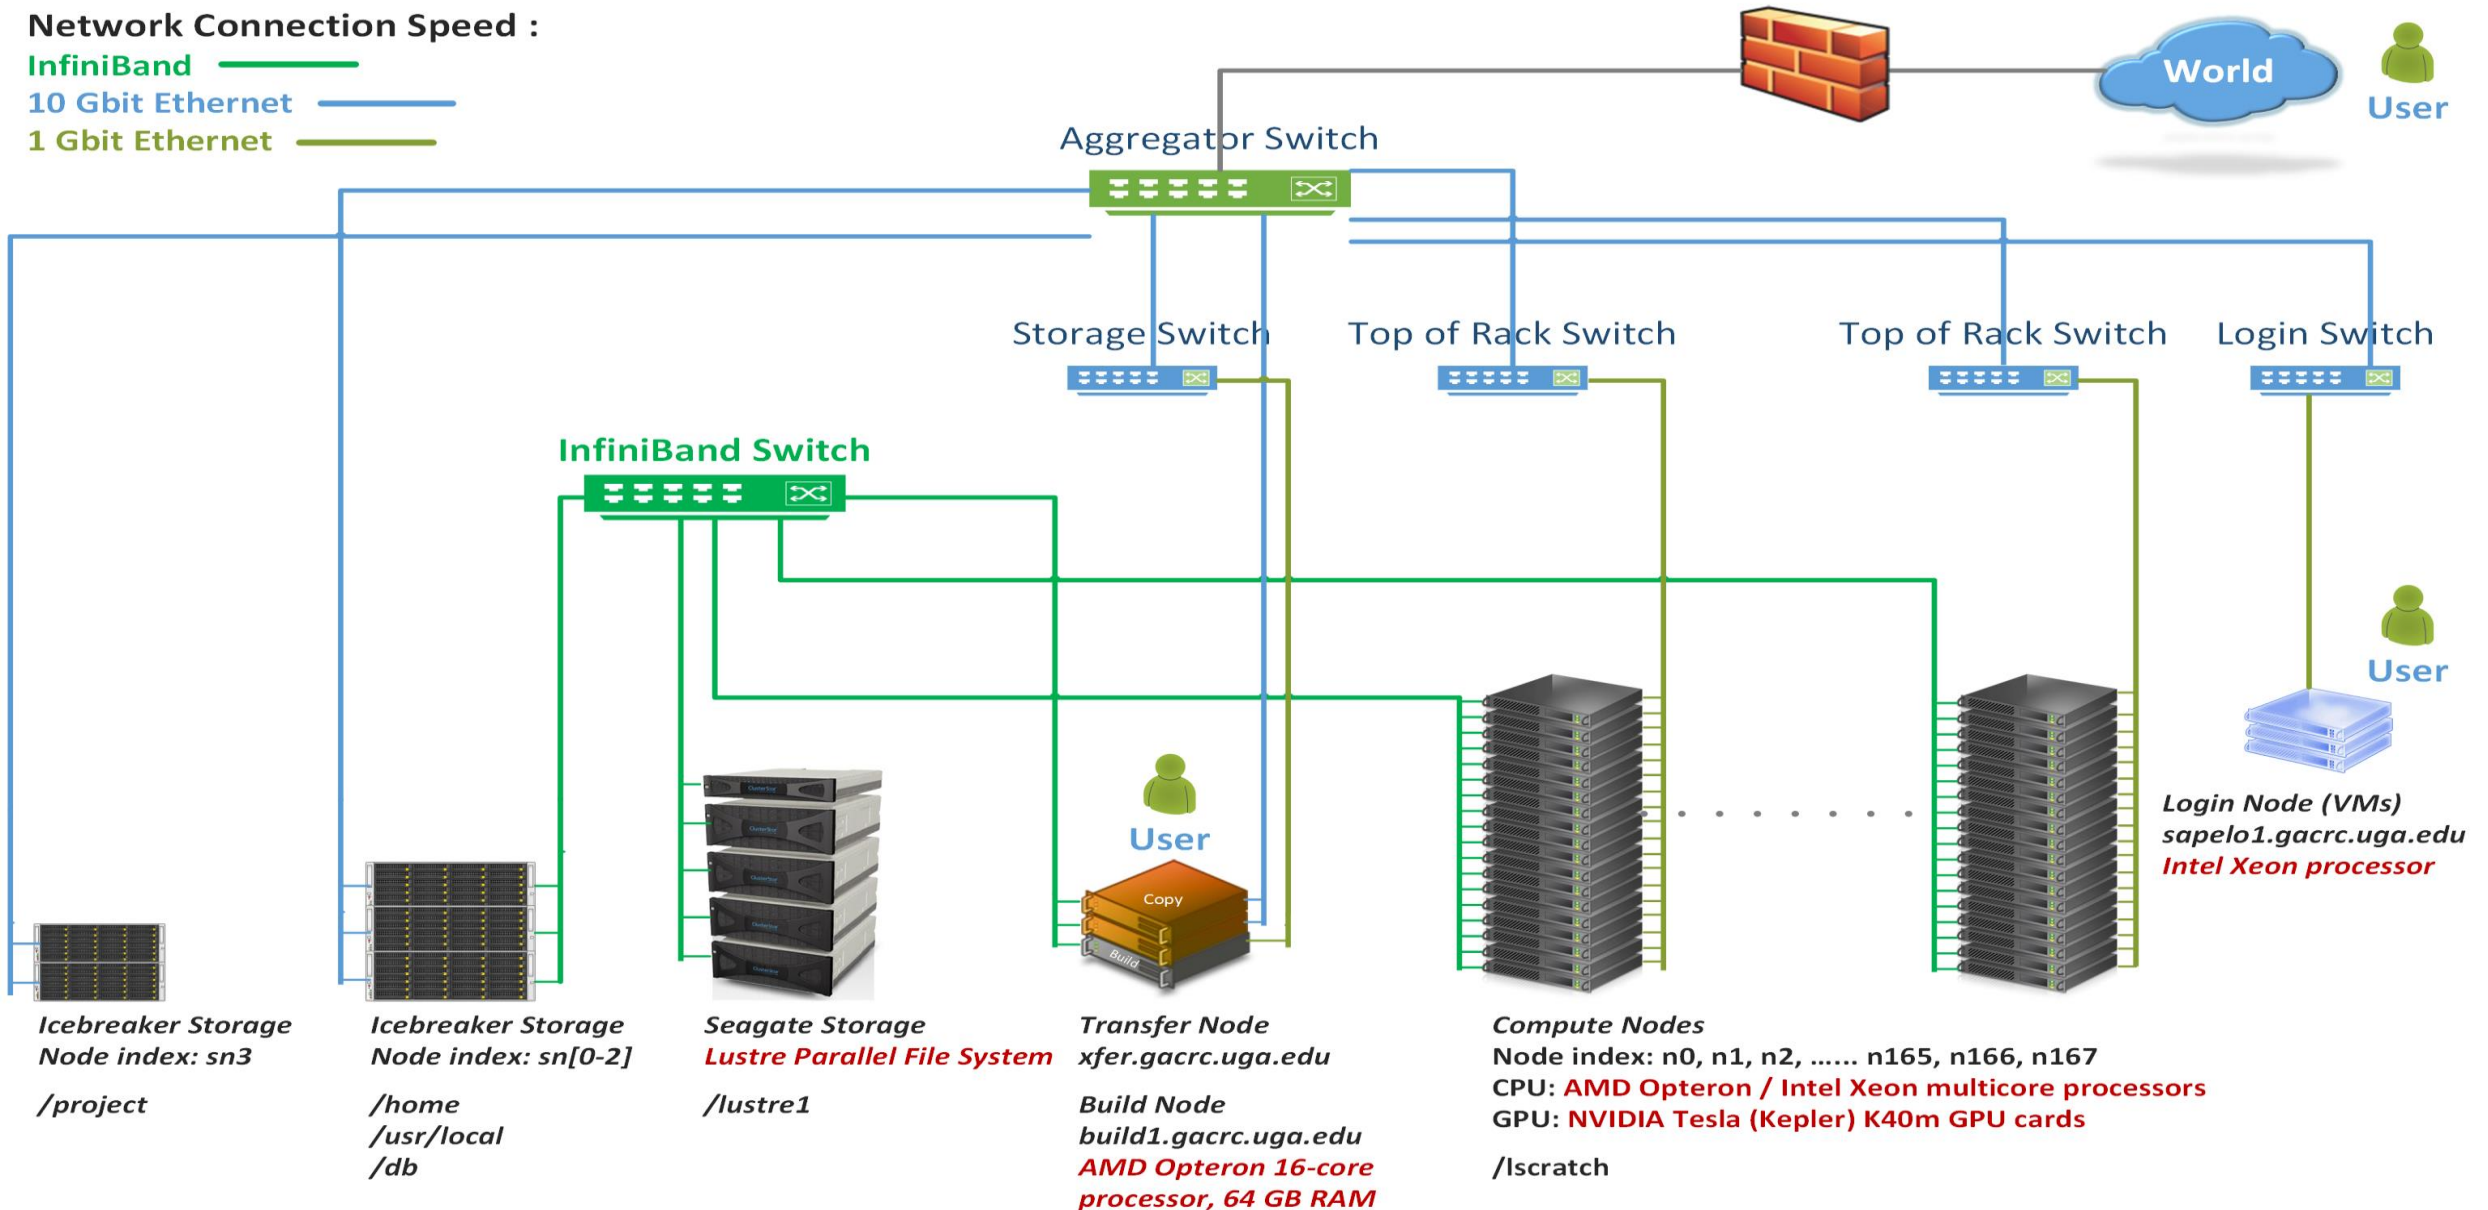 Network Connection Speed :
InfiniBand
10 Gbit Ethernet
1 Gbit Ethernet
World
User
Aggregator Switch
Storage Switch
Top of Rack Switch
Top of Rack Switch
Login Switch
InfiniBand Switch
User
User
Copy
Build
Login Node (VMs)
sapelo1.gacrc.uga.edu
Intel Xeon processor
Icebreaker Storage
Node index: sn3
/project
Icebreaker Storage
Node index: sn[0-2]
/home
/usr/local
/db
Seagate Storage
Lustre Parallel File System
/lustre1
Transfer Node
xfer.gacrc.uga.edu
Build Node
build1.gacrc.uga.edu
AMD Opteron 16-core
processor, 64 GB RAM
Compute Nodes
Node index: n0, n1, n2, ...... n165, n166, n167
CPU: AMD Opteron / Intel Xeon multicore processors
GPU: NVIDIA Tesla (Kepler) K40m GPU cards
/lscratch